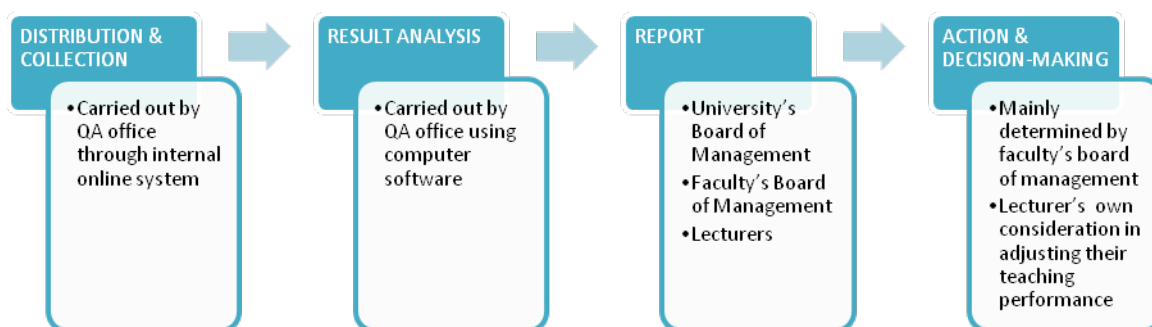 DISTRIBUTION &
COLLECTION
•Carried out by
QA office
through internal
online system
RESULT ANALYSIS
•Carried out by
QA office using
computer
software
REPORT
•University's
Board of
Management
•Faculty's Board
of Management
•Lecturers
ACTION &
DECISION-MAKING
•Mainly
determined by
faculty's board
of management
•Lecturer's own
consideration in
adjusting their
teaching
performance